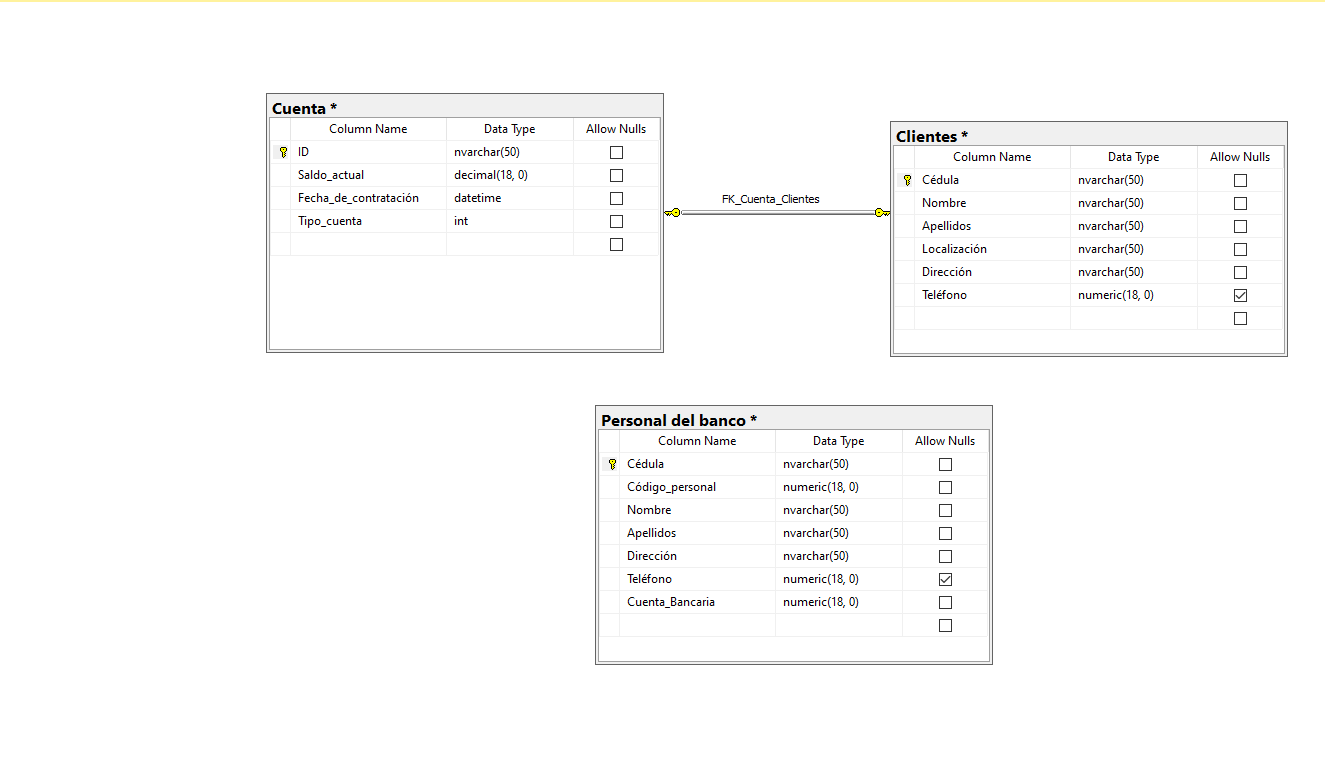 Cuenta *
Column Name Data Type Allow Nulls
ID nvarchar(50)
Saldo_actual decimal(18, 0)
Fecha_de_contratación datetime
Tipo_cuenta int
FK_Cuenta_Clientes
Clientes *
Column Name Data Type Allow Nulls
Cédula nvarchar(50)
Nombre nvarchar(50)
Apellidos nvarchar(50)
Localización nvarchar(50)
Dirección nvarchar(50)
Teléfono numeric(18, 0)
Personal del banco *
Column Name Data Type Allow Nulls
Cédula nvarchar(50)
Código_personal numeric(18, 0)
Nombre nvarchar(50)
Apellidos nvarchar(50)
Dirección nvarchar(50)
Teléfono numeric(18, 0)
Cuenta_Bancaria numeric(18, 0)